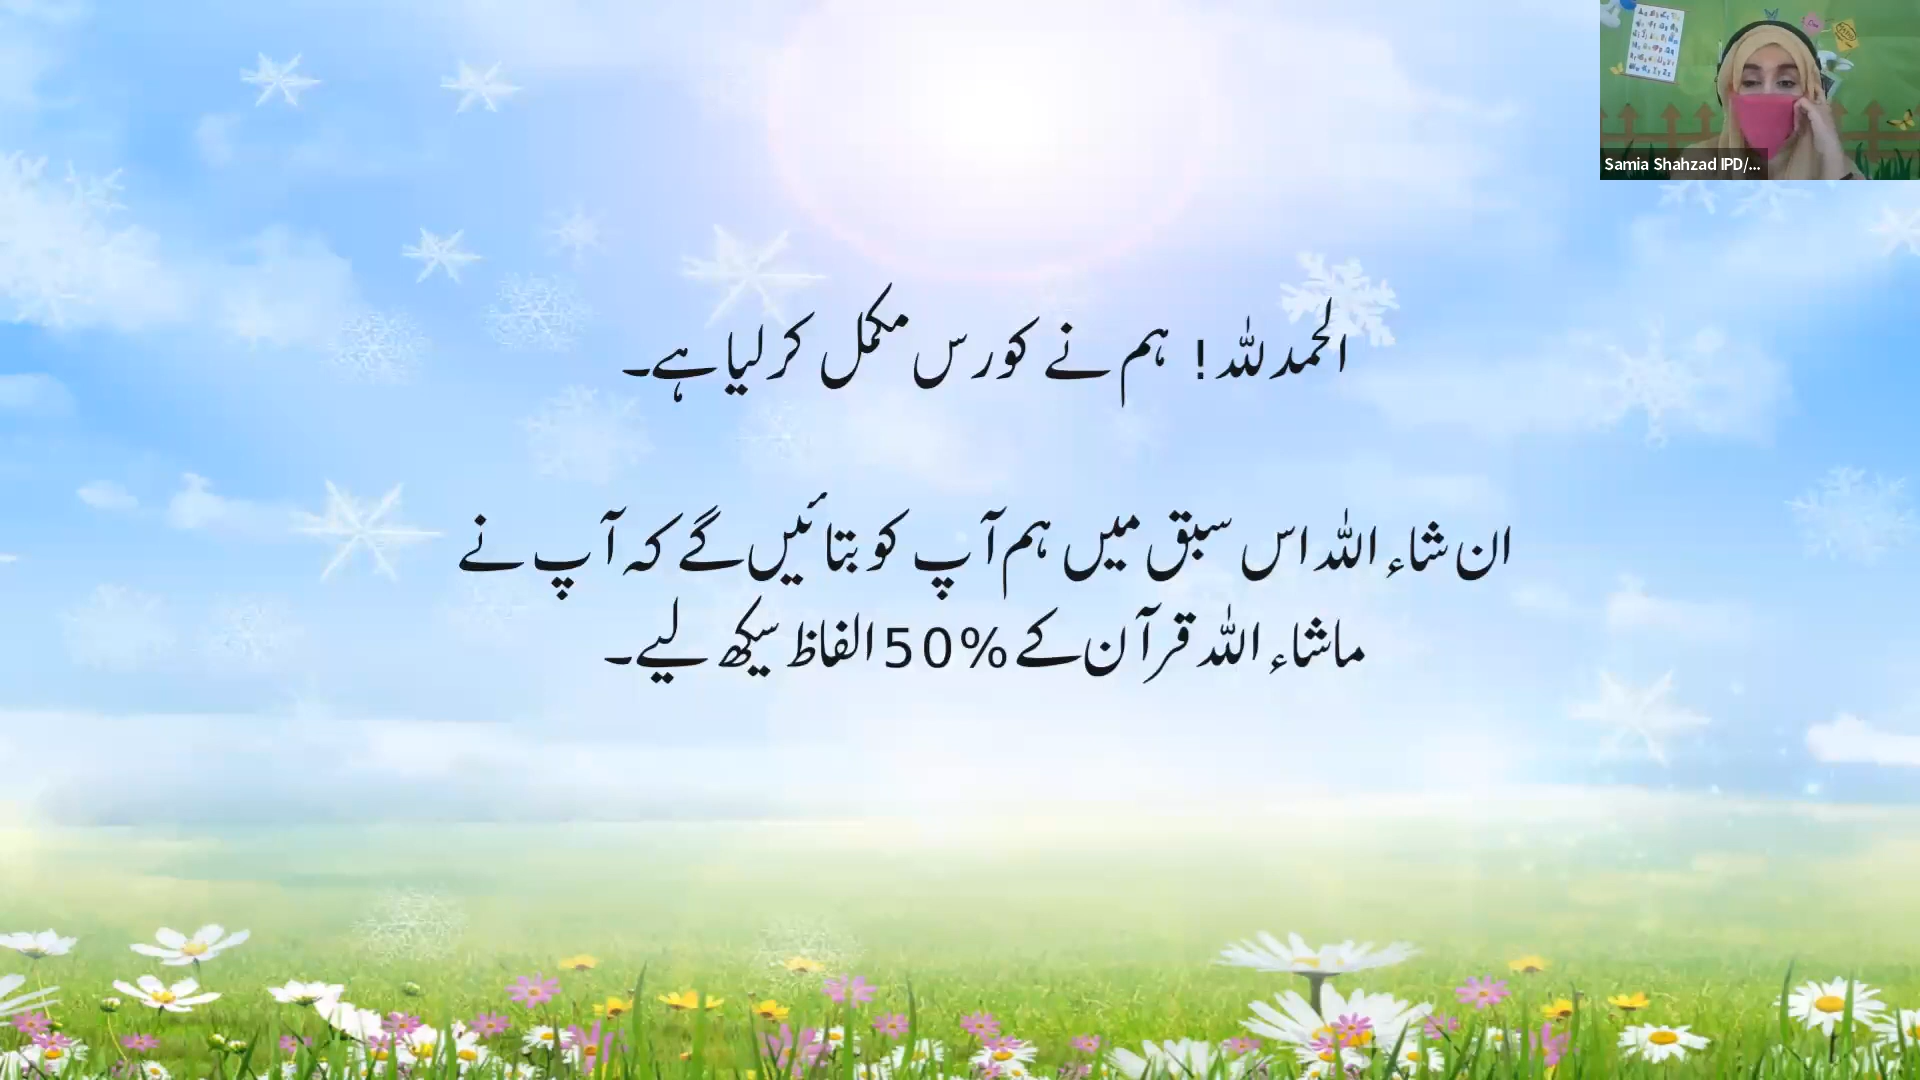 الحمدللہ! ہم نے کورس مکمل کرلیا ہے۔
ان شاء اللہ اس سبق میں ہم آپ کو بتائیں گے کہ آپ نے
ماشاء اللہ قرآن کے 50% الفاظ سیکھ لیے۔
Samia Shahzad IPD/...